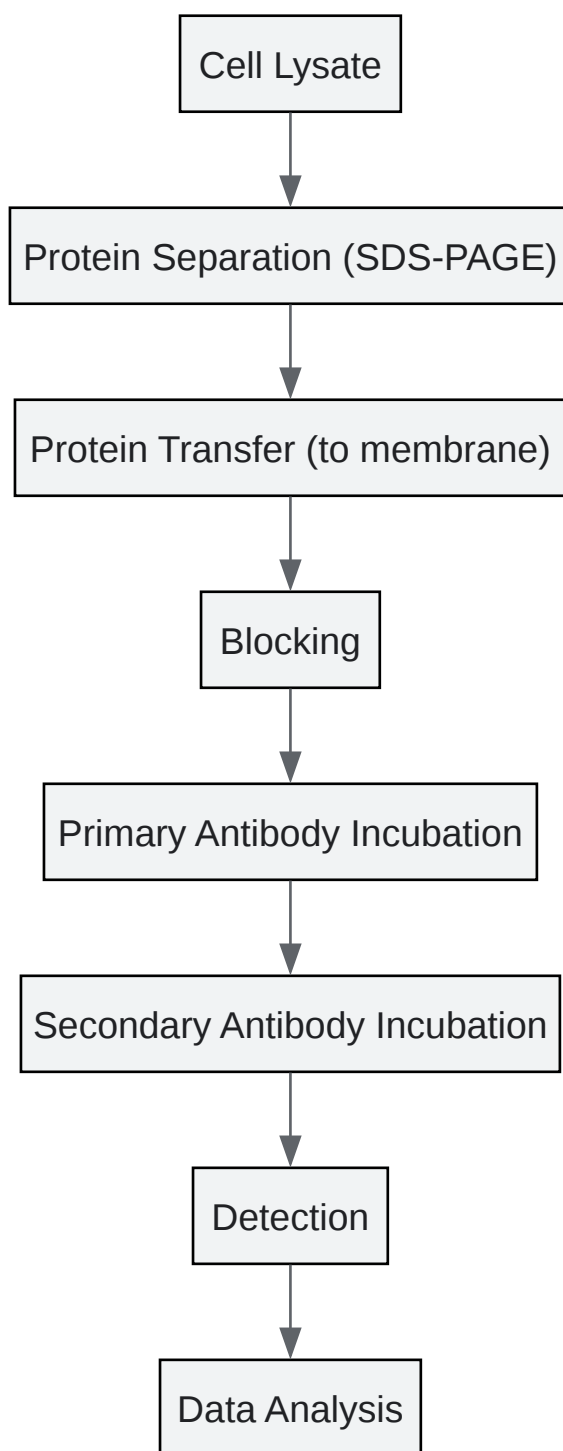 Cell Lysate
Protein Separation (SDS-PAGE)
Protein Transfer (to membrane)
Blocking
Primary Antibody Incubation
Secondary Antibody Incubation
Detection
Data Analysis